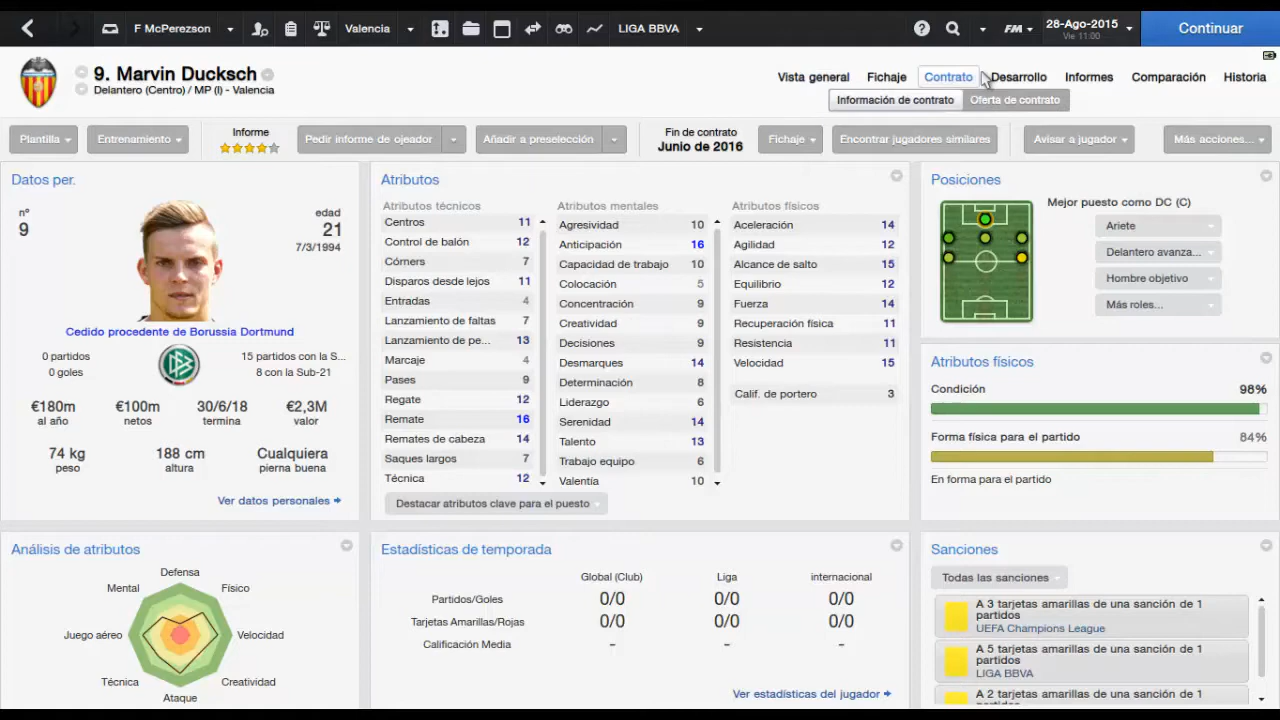 F McPerezson
Valencia
LIGA BBVA
FM
28-Ago-2015
Vie 11:00
Continuar
9. Marvin Ducksch
Delantero (Centro) / MP (I) - Valencia
Vista general
Fichaje
Contrato
Desarrollo
Informes
Comparación
Historia
Información de contrato
Oferta de contrato
Plantilla
Entrenamiento
Informe
Pedir informe de ojeador
Añadir a preselección
Fin de contrato
Junio de 2016
Fichaje
Encontrar jugadores similares
Avisar a jugador
Más acciones...
Datos per.
nº
9
edad
21
7/3/1994
Cedido procedente de Borussia Dortmund
0 partidos
0 goles
15 partidos con la S...
8 con la Sub-21
€180m
al año
€100m
netos
30/6/18
termina
€2,3M
valor
74 kg
peso
188 cm
altura
Cualquiera
pierna buena
Ver datos personales
Atributos
Atributos técnicos
Centros 11
Control de balón 12
Córners 7
Disparos desde lejos 11
Entradas 4
Lanzamiento de faltas 7
Lanzamiento de pe... 13
Marcaje 4
Pases 9
Regate 12
Remate 16
Remates de cabeza 14
Saques largos 7
Técnica 12
Destacar atributos clave para el puesto
Atributos mentales
Agresividad 10
Anticipación 16
Capacidad de trabajo 10
Colocación 5
Concentración 9
Creatividad 9
Decisiones 9
Desmarques 14
Determinación 8
Liderazgo 6
Serenidad 14
Talento 13
Trabajo equipo 6
Valentía 10
Atributos físicos
Aceleración 14
Agilidad 12
Alcance de salto 15
Equilibrio 12
Fuerza 14
Recuperación física 11
Resistencia 11
Velocidad 15
Calif. de portero 3
Posiciones
Mejor puesto como DC (C)
Ariete
Delantero avanza...
Hombre objetivo
Más roles...
Atributos físicos
Condición 98%
Forma física para el partido 84%
En forma para el partido
Análisis de atributos
Defensa
Mental
Físico
Juego aéreo
Velocidad
Técnica
Creatividad
Ataque
Estadísticas de temporada
Global (Club) Liga internacional
Partidos/Goles 0/0 0/0 0/0
Tarjetas Amarillas/Rojas 0/0 0/0 0/0
Calificación Media - - -
Ver estadísticas del jugador
Sanciones
Todas las sanciones
A 3 tarjetas amarillas de una sanción de 1
partidos
UEFA Champions League
A 5 tarjetas amarillas de una sanción de 1
partidos
LIGA BBVA
A 2 tarjetas amarillas de una sanción de 1
partidos